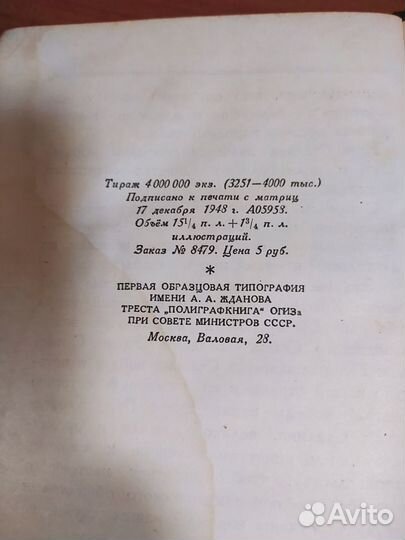 Тираж 4 000 000 экз. (3251—4000 тыс.)
Подписано к печати с матриц
17 декабря 1948 г. А05958.
Объём 15¹/₄ п. л. + 1³/₄ п. л.
иллюстраций.
Заказ № 8479. Цена 5 руб.
*
ПЕРВАЯ ОБРАЗЦОВАЯ ТИПОГРАФИЯ
ИМЕНИ А. А. ЖДАНОВА
ТРЕСТА „ПОЛИГРАФКНИГА" ОГИЗа
ПРИ СОВЕТЕ МИНИСТРОВ СССР.
Москва, Валовая, 28.
Avito